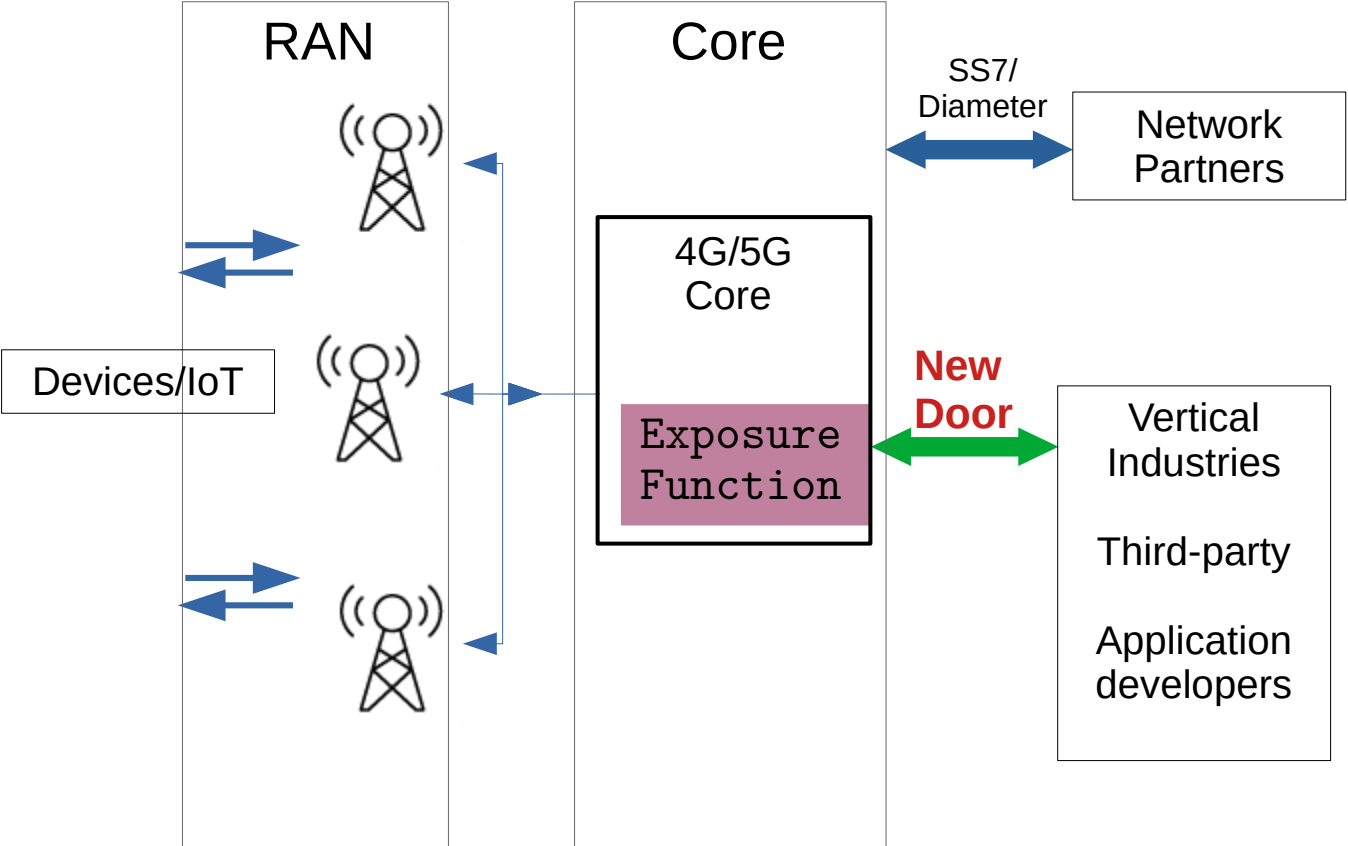 RAN
Core
SS7/
Diameter
Network
Partners
4G/5G
Core
Devices/IoT
New
Door
Exposure
Function
Vertical
Industries
Third-party
Application
developers